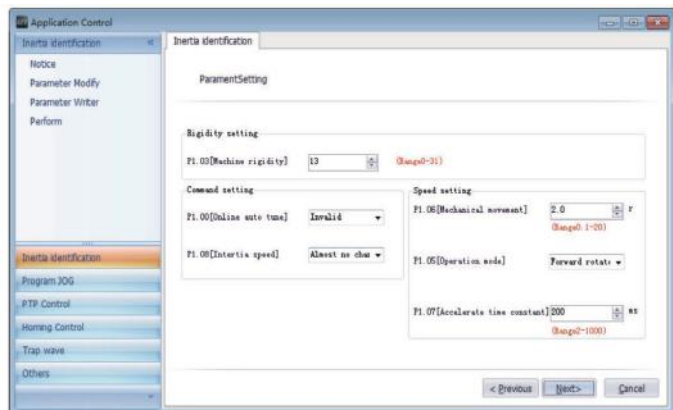 Application Control
Inertia identification
Notice
Parameter Modify
Parameter Writer
Perform
Inertia identification
Program JOG
PTP Control
Homing Control
Trap wave
Others
Inertia identification
ParamentSetting
Rigidity setting
P1.03[Machine rigidity] 13 (Range0-31)
Command setting
P1.00[Online auto tune] Invalid
P1.08[Intertia speed] Almost no chan
Speed setting
P1.06[Mechanical movement] 2.0 r
(Range0.1-20)
P1.05[Operation mode] Forward rotate
P1.07[Accelerate time constant] 200 ms
(Range2-1000)
< Previous Next> Cancel